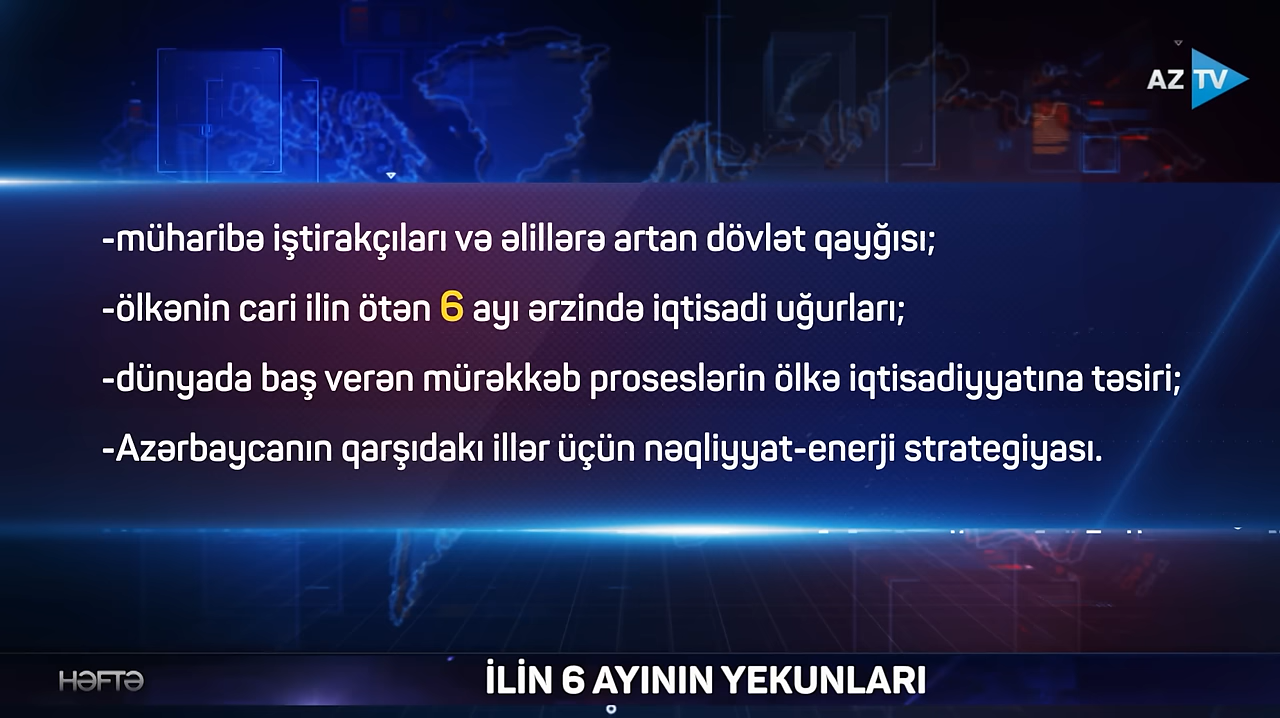 AZ TV
-müharibə iştirakçıları və əlillərə artan dövlət qayğısı;
-ölkənin cari ilin ötən 6 ayı ərzində iqtisadi uğurları;
-dünyada baş verən mürəkkəb proseslərin ölkə iqtisadiyyatına təsiri;
-Azərbaycanın qarşıdakı illər üçün nəqliyyat-enerji strategiyası.
HƏFTƏ
İLİN 6 AYININ YEKUNLARI